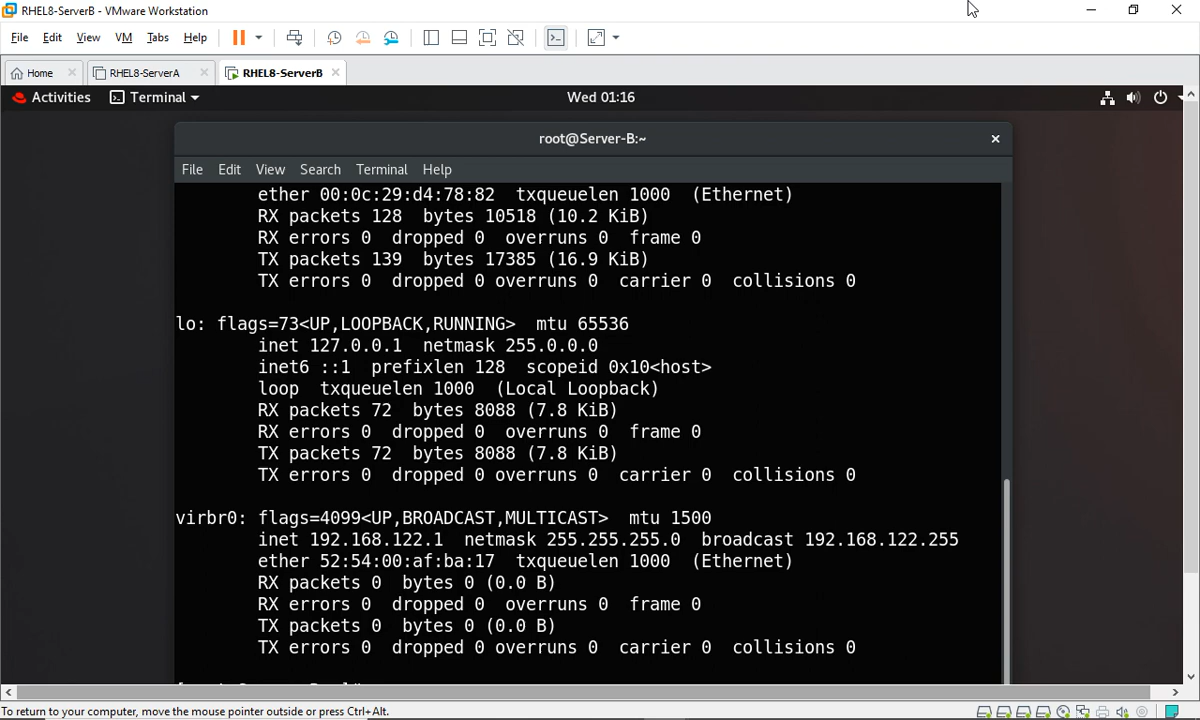 RHEL8-ServerB - VMware Workstation
File Edit View VM Tabs Help
Home RHEL8-ServerA RHEL8-ServerB
Activities Terminal Wed 01:16
root@Server-B:~
File Edit View Search Terminal Help
ether 00:0c:29:d4:78:82 txqueuelen 1000 (Ethernet)
RX packets 128 bytes 10518 (10.2 KiB)
RX errors 0 dropped 0 overruns 0 frame 0
TX packets 139 bytes 17385 (16.9 KiB)
TX errors 0 dropped 0 overruns 0 carrier 0 collisions 0
lo: flags=73<UP,LOOPBACK,RUNNING> mtu 65536
inet 127.0.0.1 netmask 255.0.0.0
inet6 ::1 prefixlen 128 scopeid 0x10<host>
loop txqueuelen 1000 (Local Loopback)
RX packets 72 bytes 8088 (7.8 KiB)
RX errors 0 dropped 0 overruns 0 frame 0
TX packets 72 bytes 8088 (7.8 KiB)
TX errors 0 dropped 0 overruns 0 carrier 0 collisions 0
virbr0: flags=4099<UP,BROADCAST,MULTICAST> mtu 1500
inet 192.168.122.1 netmask 255.255.255.0 broadcast 192.168.122.255
ether 52:54:00:af:ba:17 txqueuelen 1000 (Ethernet)
RX packets 0 bytes 0 (0.0 B)
RX errors 0 dropped 0 overruns 0 frame 0
TX packets 0 bytes 0 (0.0 B)
TX errors 0 dropped 0 overruns 0 carrier 0 collisions 0
To return to your computer, move the mouse pointer outside or press Ctrl+Alt.